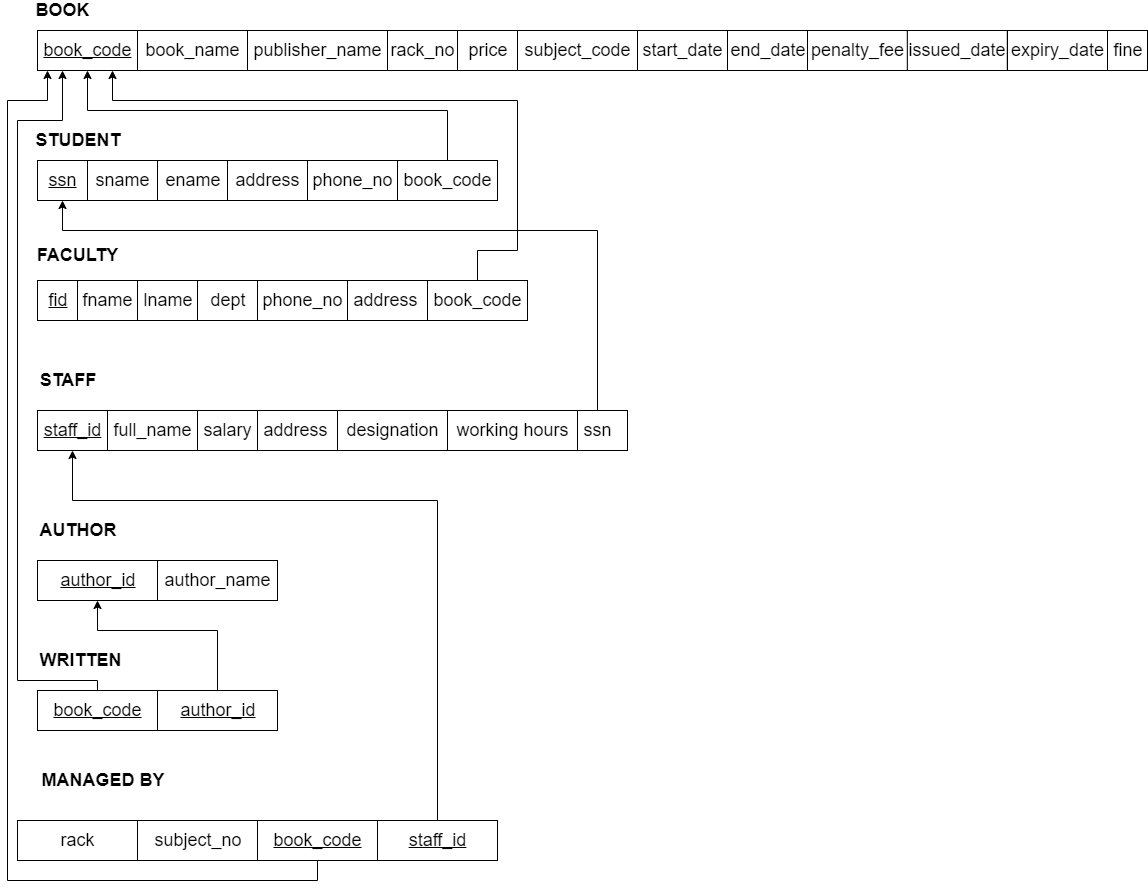 BOOK
book_code book_name publisher_name rack_no price subject_code start_date end_date penalty_fee issued_date expiry_date fine
STUDENT
ssn sname ename address phone_no book_code
FACULTY
fid fname lname dept phone_no address book_code
STAFF
staff_id full_name salary address designation working hours ssn
AUTHOR
author_id author_name
WRITTEN
book_code author_id
MANAGED BY
rack subject_no book_code staff_id